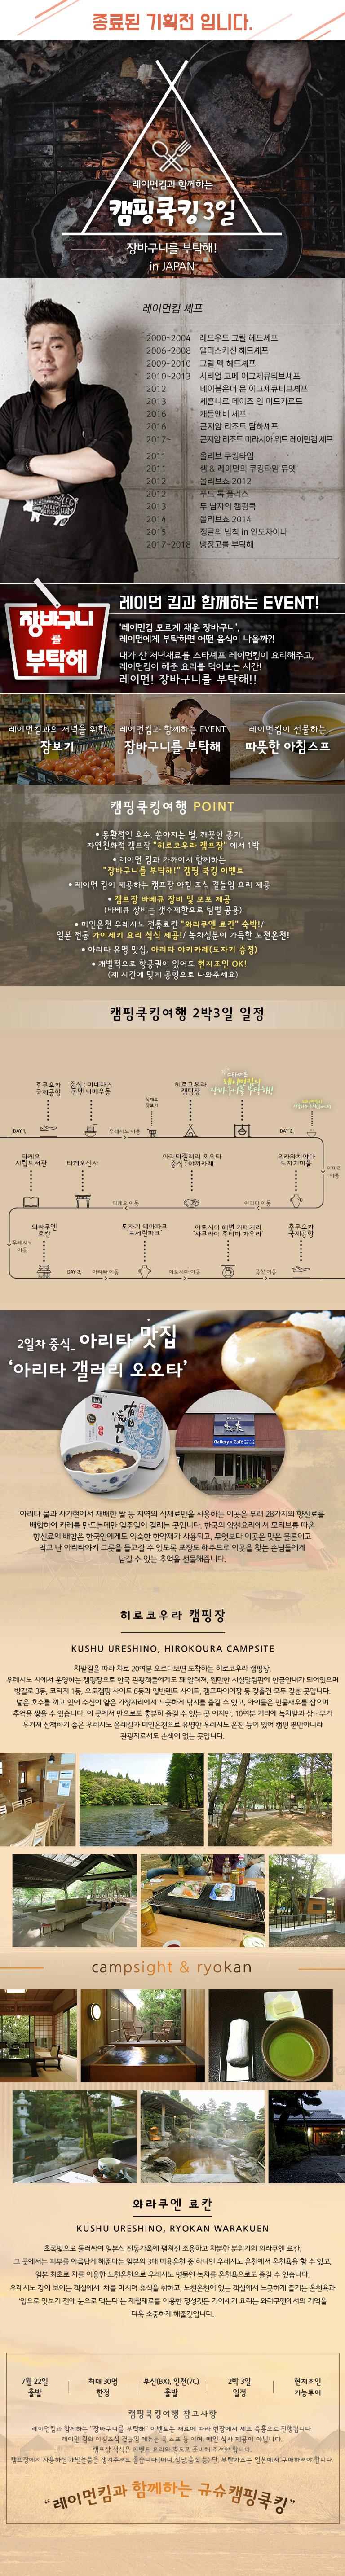 종료된 기획전 입니다.
레이먼킴과 함께하는
캠핑쿡킹 3일
장바구니를 부탁해!
in JAPAN
레이먼킴 셰프
2000~2004 레드우드 그릴 헤드셰프
2006~2008 앨리스키친 헤드셰프
2009~2010 그릴 멕 헤드셰프
2010~2013 시리얼 고메 이그제큐티브셰프
2012 테이블온더 문 이그제큐티브셰프
2013 세흠니르 데이즈 인 미드가르드
2016 캐틀앤비 셰프
2016 곤지암 리조트 담하셰프
2017~ 곤지암 리조트 미라시아 위드 레이먼킴 셰프
2011 올리브 쿠킹타임
2011 샘 & 레이먼의 쿠킹타임 듀엣
2012 올리브쇼 2012
2012 푸드 톡 플러스
2013 두 남자의 캠핑쿡
2014 올리브쇼 2014
2015 정글의 법칙 in 인도차이나
2017~2018 냉장고를 부탁해
장바구니
를
부탁해
레이먼 킴과 함께하는 EVENT!
'레이먼킴 모르게 채운 장바구니',
레이먼에게 부탁하면 어떤 음식이 나올까?!
내가 산 저녁재료를 스타셰프 레이먼킴이 요리해주고,
레이먼킴이 해준 요리를 먹어보는 시간!
레이먼! 장바구니를 부탁해!!
레이먼킴과의 저녁을 위한
장보기
레이먼킴과 함께하는 EVENT
장바구니를 부탁해
레이먼킴이 선물하는
따뜻한 아침스프
캠핑쿡킹여행 POINT
• 몽환적인 호수, 쏟아지는 별, 깨끗한 공기,
자연친화적 캠프장 "히로코우라 캠프장" 에서 1박
• 레이먼 킴과 가까이서 함께하는
"장바구니를 부탁해!" 캠핑 쿡킹 이벤트
• 레이먼 킴이 제공하는 캠프장 아침 조식 곁들임 요리 제공
• 캠프장 바베큐 장비 및 모포 제공
(바베큐 장비는 갯수제한으로 팀별 공용)
• 미인온천 우레시노 전통료칸 "와라쿠엔 료칸" 숙박!/
일본 전통 가이세키 요리 석식 제공!/ 녹차성분이 가득한 노천온천!
• 아리타 유명 맛집, 아리타 야키카레(도자기 증정)
• 개별적으로 항공권이 있어도 현지조인 OK!
(제 시간에 맞게 공항으로 나와주세요)
캠핑쿡킹여행 2박3일 일정
DAY 1,
후쿠오카
국제공항
중식 : 미네마츠
혼멘 나베우동
우레시노 이동
저녁재료
장보기
히로코우라
캠핑장
스타셰프
레이먼킴의
장바구니를 부탁해!
DAY 2,
타케오
시립도서관
타케오신사
타케오 이동
아리타갤러리 오오타
중식 : 야끼카레
아리타 이동
오카와치야마
도자기마을
이마리
이동
우레시노
이동
와라쿠엔
료칸
DAY 3,
아리타 이동
도자기 테마파크
'포세린파크'
이토시마 이동
이토시마 해변 카페거리
'사쿠라이 후타미 가우라'
공항 이동
후쿠오카
국제공항
2일차 중식_ 아리타 맛집
'아리타 갤러리 오오타'
Gallery & Café
아리타 물과 사가현에서 재배한 쌀 등 지역의 식재료만을 사용하는 이곳은 무려 28가지의 향신료를
배합하여 카레를 만드는데만 일주일이 걸리는 곳입니다. 한국의 약선요리에서 모티브를 따온
향신료의 배합은 한국인에게도 익숙한 한약재가 사용되고, 무엇보다 이곳은 맛은 물론이고
먹고 난 아리타야키 그릇을 들고갈 수 있도록 포장도 해주므로 이곳을 찾는 손님들에게
남길 수 있는 추억을 선물해줍니다.
히로코우라 캠핑장
KUSHU URESHINO, HIROKOURA CAMPSITE
차밭길을 따라 차로 20여분 오르다보면 도착하는 히로코우라 캠핑장.
우레시노 시에서 운영하는 캠핑장으로 한국 관광객들에게도 꽤 알려져, 웬만한 시설알림판에 한글안내가 되어있으며
방갈로 3동, 코티지 1동, 오토캠핑 사이트 6동과 일반텐트 사이트, 캠프파이어장 등 갖출건 모두 갖춘 곳입니다.
넓은 호수를 끼고 있어 수심이 얕은 가장자리에서 느긋하게 낚시를 즐길 수 있고, 아이들은 민물새우를 잡으며
추억을 쌓을 수 있습니다. 이 곳에서 만으로도 충분히 즐길 수 있는 곳 이지만, 10여분 거리에 녹차밭과 삼나무가
우거져 산책하기 좋은 우레시노 올레길과 미인온천으로 유명한 우레시노 온천 등이 있어 캠핑 뿐만아니라
관광지로서도 손색이 없는 곳입니다.
campsight & ryokan
와라쿠엔 료칸
KUSHU URESHINO, RYOKAN WARAKUEN
초록빛으로 둘러싸여 일본식 전통가옥에 펼쳐진 조용하고 차분한 분위기의 와라쿠엔 료칸.
그 곳에서는 피부를 아름답게 해준다는 일본의 3대 미용온천 중 하나인 우레시노 온천에서 온천욕을 할 수 있고,
일본 최초로 차를 이용한 노천온천으로 우레시노 명물인 녹차를 온천욕으로도 즐길 수 있습니다.
우레시노 강이 보이는 객실에서 차를 마시며 휴식을 취하고, 노천온천이 있는 객실에서 느긋하게 즐기는 온천욕과
'입으로 맛보기 전에 눈으로 먹는다'는 제철재료를 이용한 정성깃든 가이세키 요리는 와라쿠엔에서의 기억을
더욱 소중하게 해줄것입니다.
7월 22일
출발
최대 30명
한정
부산(BX), 인천(7C)
출발
2박 3일
일정
현지조인
가능투어
캠핑쿡킹여행 참고사항
레이먼킴과 함께하는 "장바구니를 부탁해" 이벤트는 재료에 따라 현장에서 셰프 즉흥으로 진행됩니다.
레이먼 킴의 아침조식 곁들임 메뉴는 국,스프 등 이며, 메인 식사 제공이 아닙니다.
캠프장 석식은 이벤트 요리와 별도로 준비해 주셔야 합니다.
캠프장에서 사용하실 개별물품을 챙겨주셔도 좋습니다.(버너,침낭,음식 등) 단, 부탄가스는 일본에서 구매하셔야 합니다.
"레이먼킴과 함께하는 규슈캠핑쿡킹"